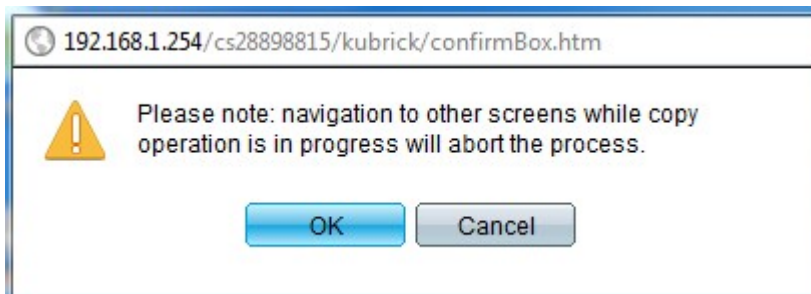 192.168.1.254/cs28898815/kubrick/confirmBox.htm
Please note: navigation to other screens while copy
operation is in progress will abort the process.
OK Cancel